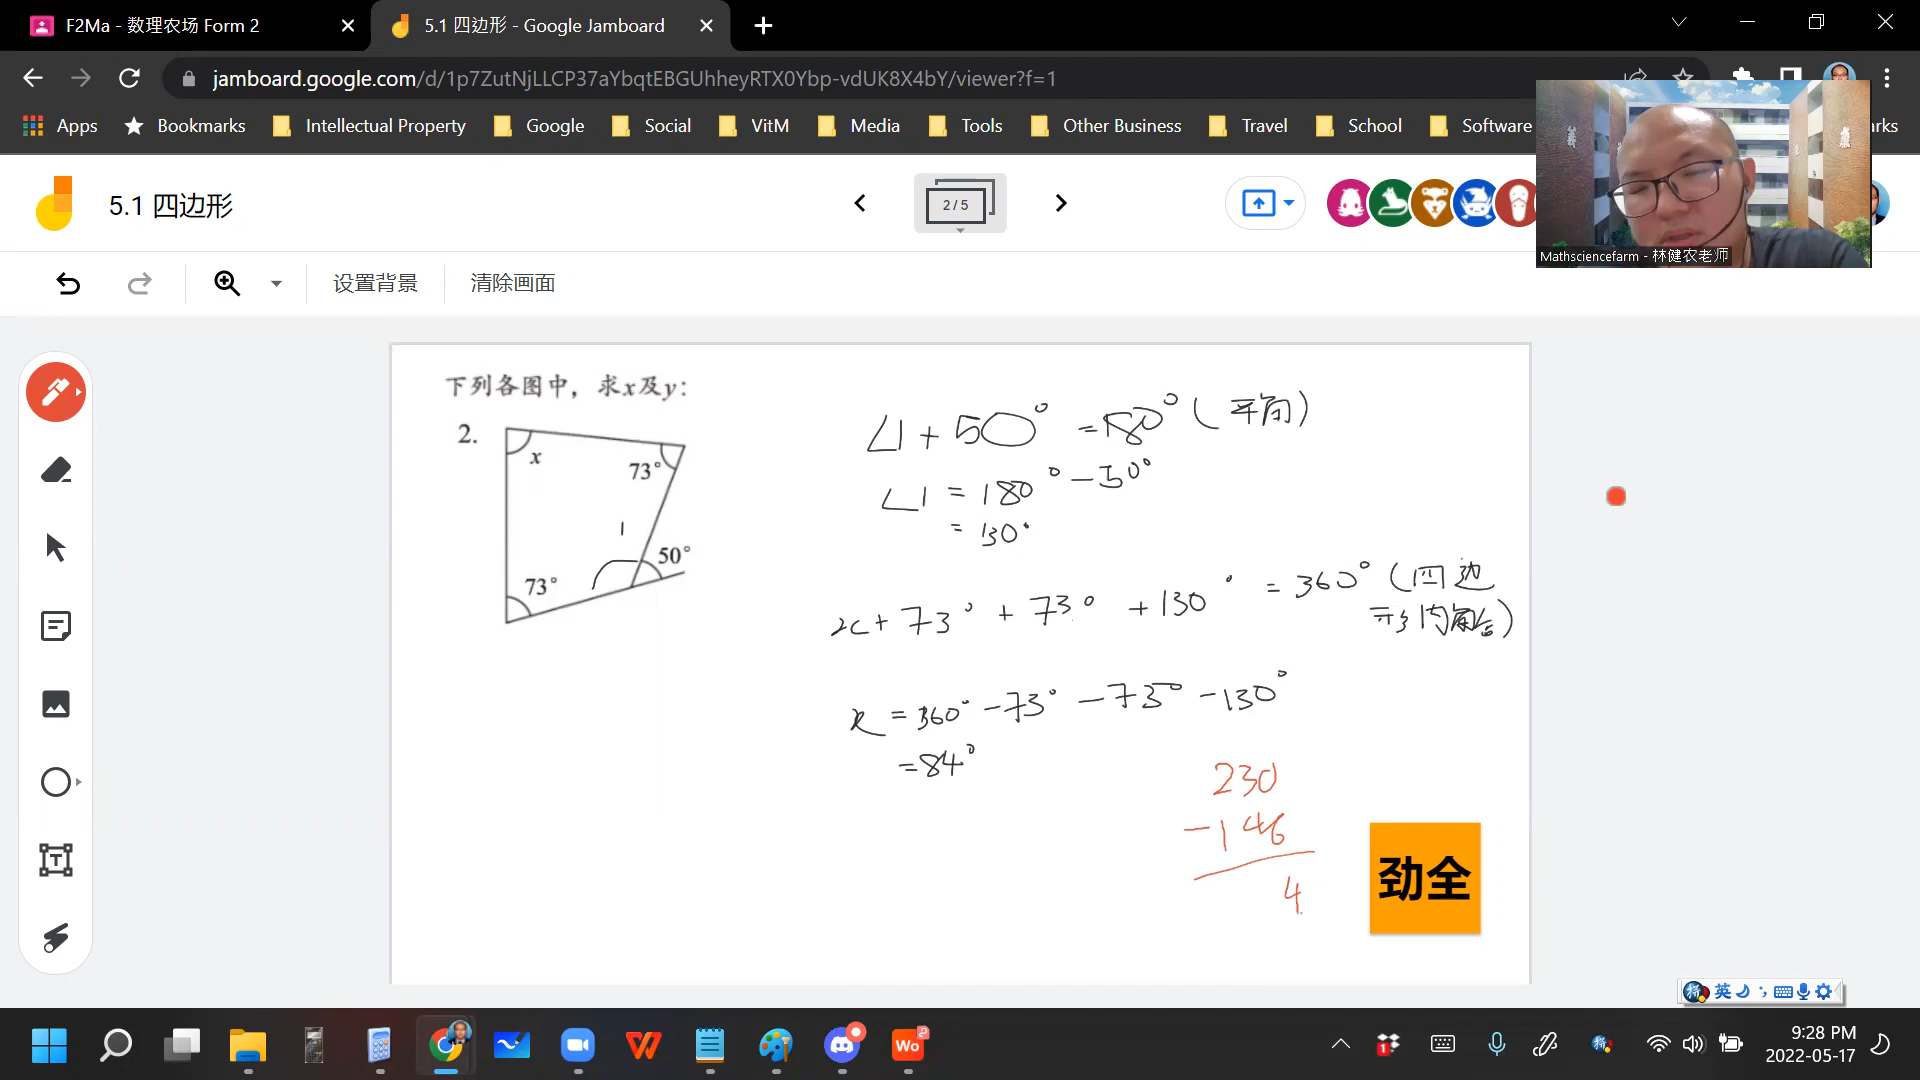 F2Ma - 数理农场 Form 2
5.1 四边形 - Google Jamboard
jamboard.google.com/d/1p7ZutNjLLCP37aYbqtEBGUhheyRTX0Ybp-vdUK8X4bY/viewer?f=1
Apps Bookmarks Intellectual Property Google Social VitM Media Tools Other Business Travel School Software
Mathsciencefarm - 林健农老师
5.1 四边形
2 / 5
设置背景 清除画面
下列各图中，求x及y：
2.
x
73°
1
50°
73°
∠1 + 50° = 180° (平角)
∠1 = 180° - 50°
= 130°
x + 73° + 73° + 130° = 360° (四边
形内角和)
x = 360° - 73° - 73° - 130°
= 84°
230
-146
4
劲全
英
Wo
1
9:28 PM
2022-05-17